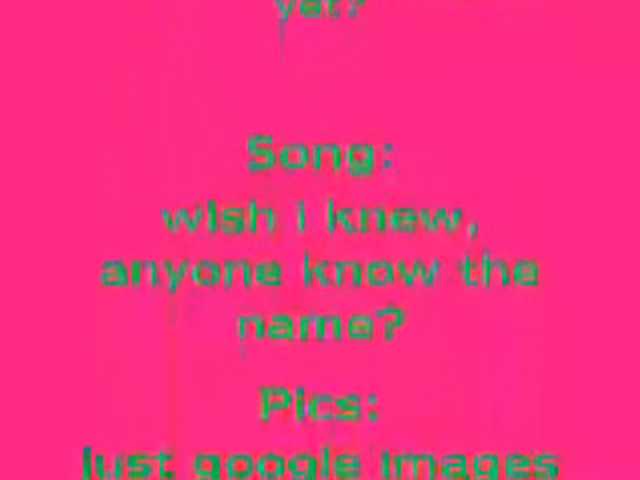 yet?
Song:
wish i knew,
anyone know the
name?
Pics:
just google images